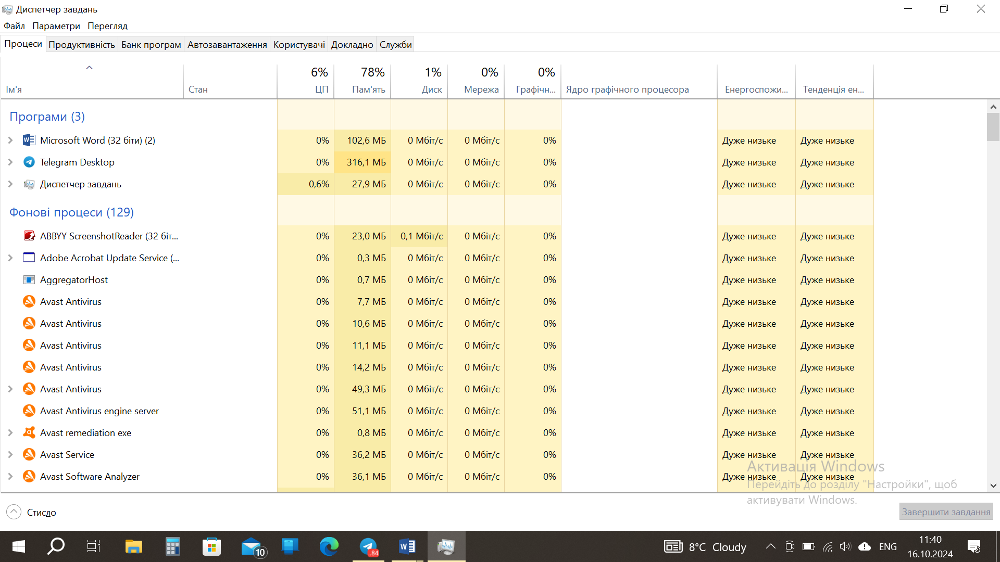 Диспетчер завдань
Файл Параметри Перегляд
Процеси Продуктивність Банк програм Автозавантаження Користувачі Докладно Служби
6% 78% 1% 0% 0%
Ім'я Стан ЦП Пам'ять Диск Мережа Графічн... Ядро графічного процесора Енергоспожи... Тенденція ен...
Програми (3)
Microsoft Word (32 біти) (2) 0% 102,6 МБ 0 Мбіт/с 0 Мбіт/с 0% Дуже низьке Дуже низьке
Telegram Desktop 0% 316,1 МБ 0 Мбіт/с 0 Мбіт/с 0% Дуже низьке Дуже низьке
Диспетчер завдань 0,6% 27,9 МБ 0 Мбіт/с 0 Мбіт/с 0% Дуже низьке Дуже низьке
Фонові процеси (129)
ABBYY ScreenshotReader (32 біт... 0% 23,0 МБ 0,1 Мбіт/с 0 Мбіт/с 0% Дуже низьке Дуже низьке
Adobe Acrobat Update Service (... 0% 0,3 МБ 0 Мбіт/с 0 Мбіт/с 0% Дуже низьке Дуже низьке
AggregatorHost 0% 0,7 МБ 0 Мбіт/с 0 Мбіт/с 0% Дуже низьке Дуже низьке
Avast Antivirus 0% 7,7 МБ 0 Мбіт/с 0 Мбіт/с 0% Дуже низьке Дуже низьке
Avast Antivirus 0% 10,6 МБ 0 Мбіт/с 0 Мбіт/с 0% Дуже низьке Дуже низьке
Avast Antivirus 0% 11,1 МБ 0 Мбіт/с 0 Мбіт/с 0% Дуже низьке Дуже низьке
Avast Antivirus 0% 14,2 МБ 0 Мбіт/с 0 Мбіт/с 0% Дуже низьке Дуже низьке
Avast Antivirus 0% 49,3 МБ 0 Мбіт/с 0 Мбіт/с 0% Дуже низьке Дуже низьке
Avast Antivirus engine server 0% 51,1 МБ 0 Мбіт/с 0 Мбіт/с 0% Дуже низьке Дуже низьке
Avast remediation exe 0% 0,8 МБ 0 Мбіт/с 0 Мбіт/с 0% Дуже низьке Дуже низьке
Avast Service 0% 36,2 МБ 0 Мбіт/с 0 Мбіт/с 0% Дуже низьке Дуже низьке
Avast Software Analyzer 0% 36,1 МБ 0 Мбіт/с 0 Мбіт/с 0% Дуже низьке Дуже низьке
Активація Windows
Перейдіть до розділу "Настройки", щоб
активувати Windows.
Стисло Завершити завдання
10 ..84 8°C Cloudy ENG 11:40
16.10.2024